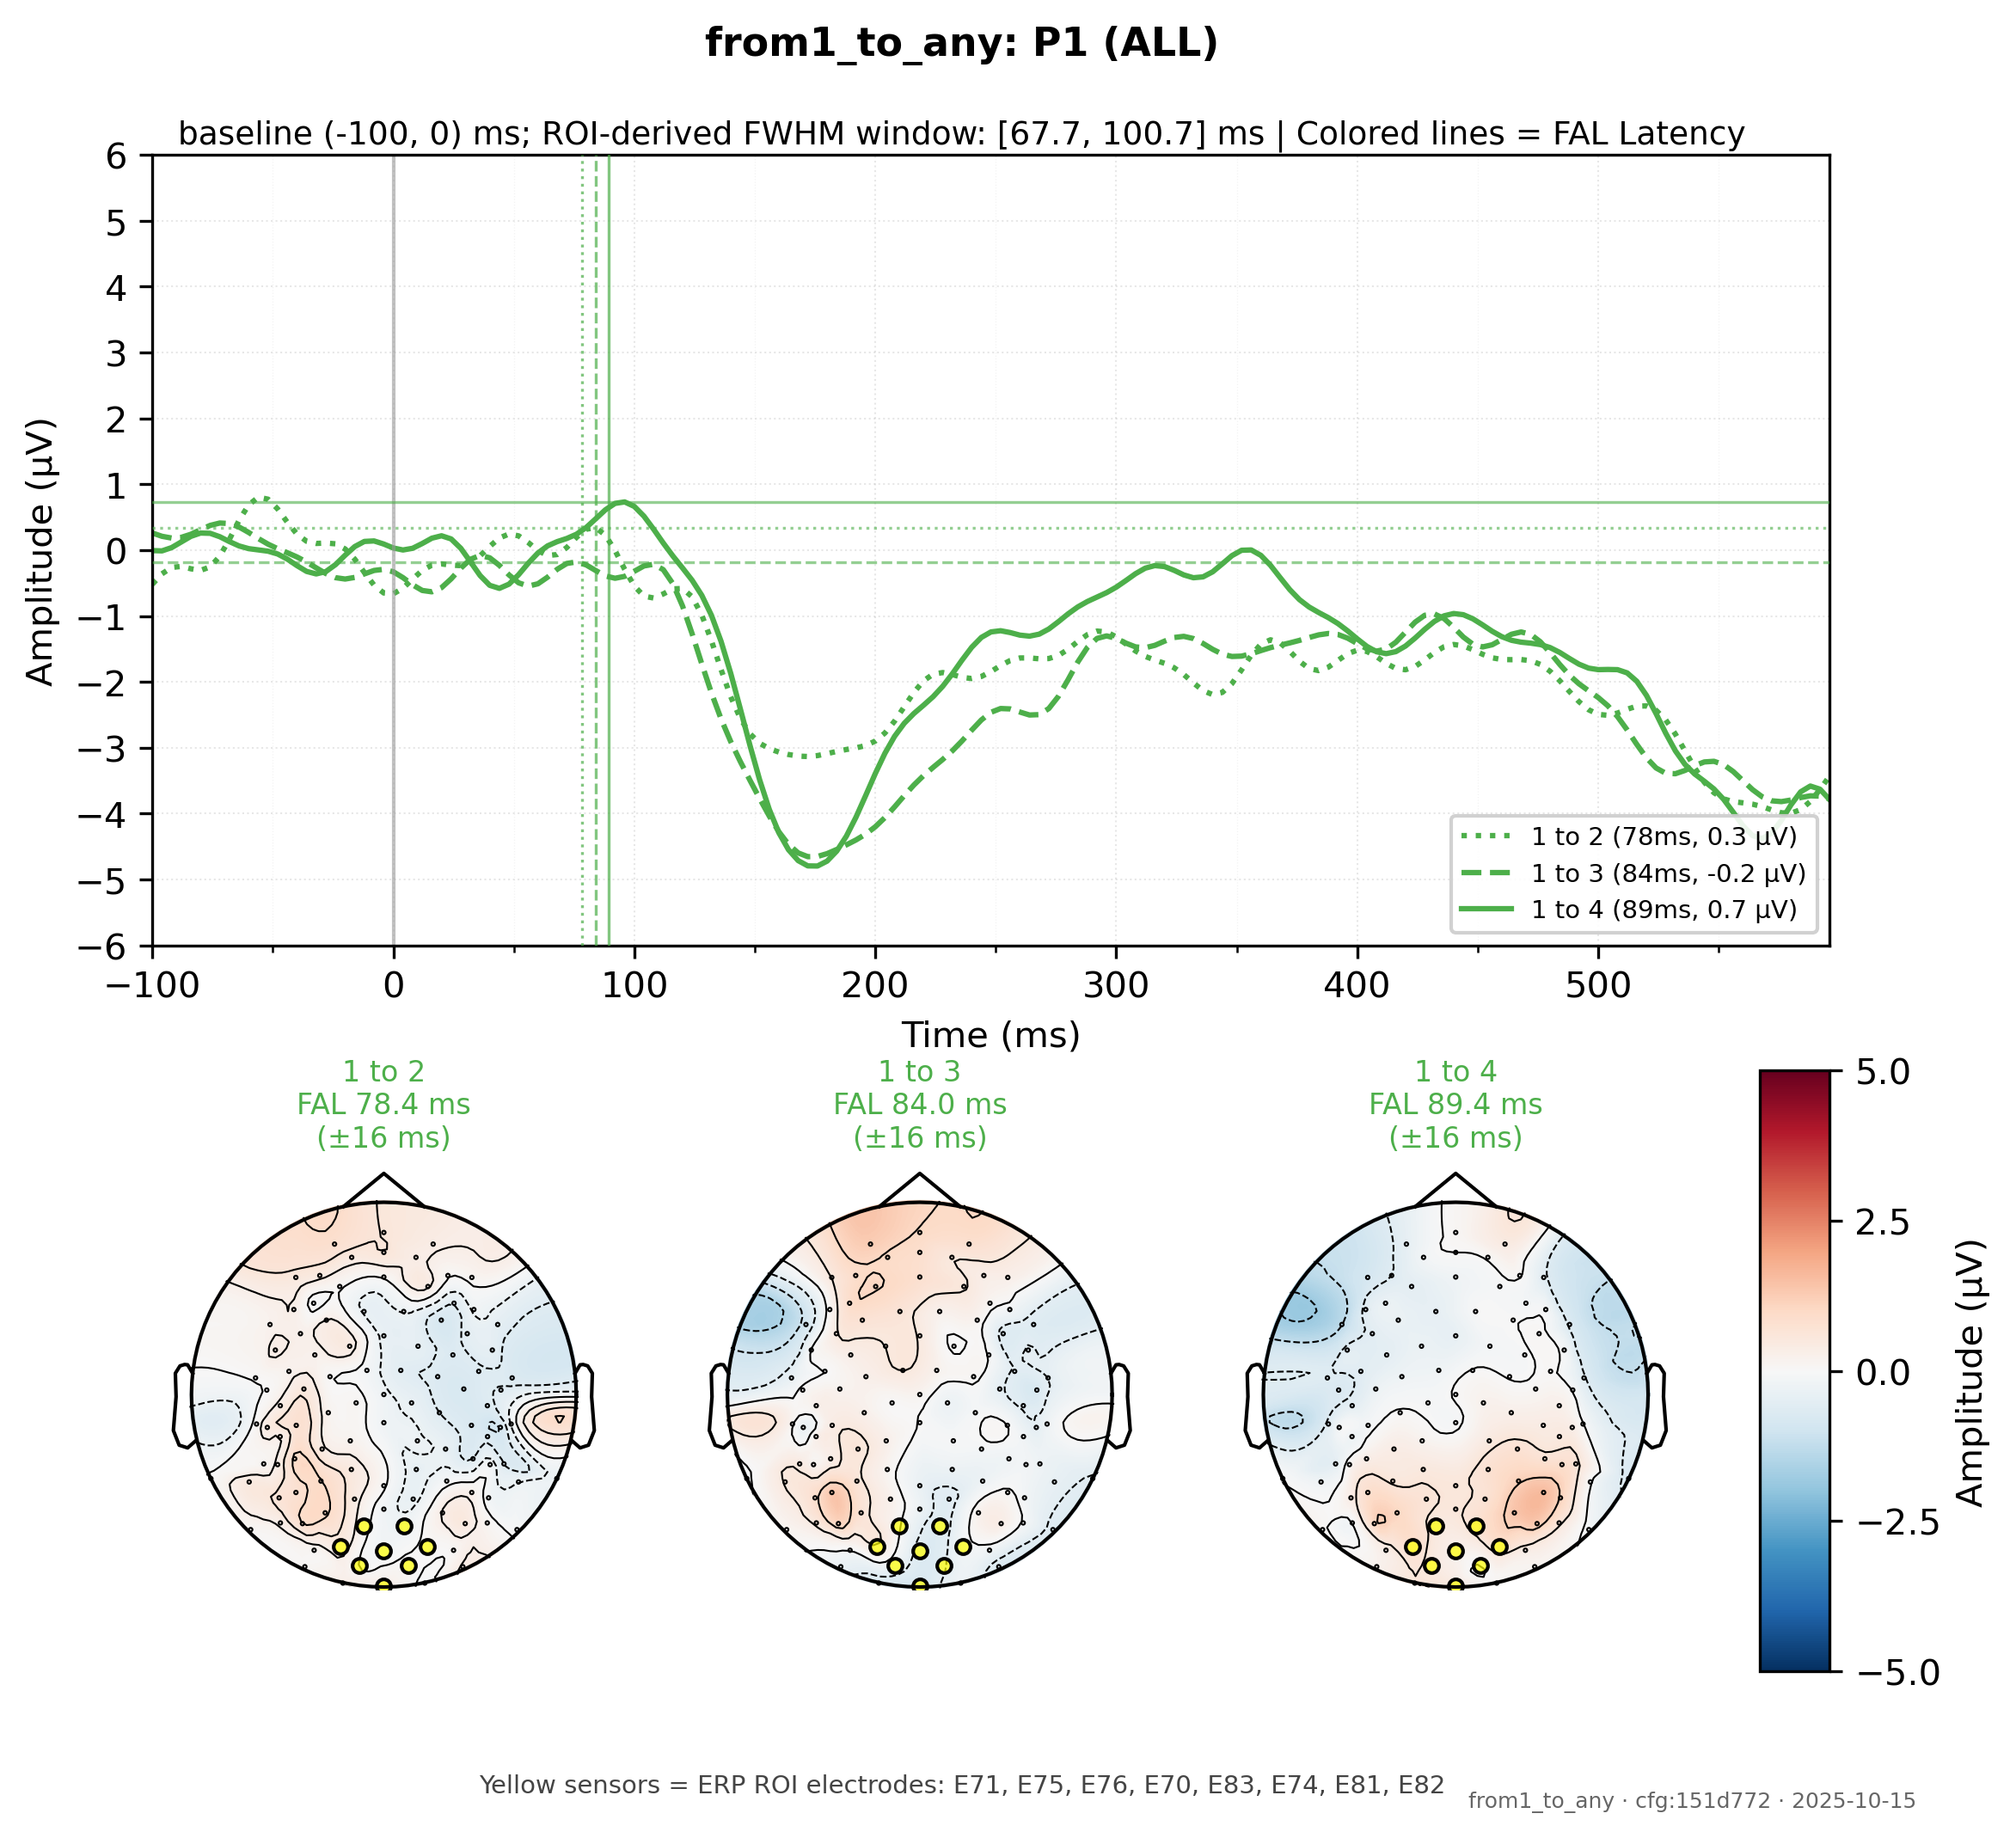 from1_to_any: P1 (ALL)
baseline (-100, 0) ms; ROI-derived FWHM window: [67.7, 100.7] ms | Colored lines = FAL Latency
6
5
4
3
2
1
0
−1
−2
−3
−4
−5
−6
Amplitude (μV)
1 to 2 (78ms, 0.3 μV)
1 to 3 (84ms, -0.2 μV)
1 to 4 (89ms, 0.7 μV)
−100 0 100 200 300 400 500
Time (ms)
1 to 2
FAL 78.4 ms
(±16 ms)
1 to 3
FAL 84.0 ms
(±16 ms)
1 to 4
FAL 89.4 ms
(±16 ms)
5.0
2.5
0.0
−2.5
−5.0
Amplitude (μV)
Yellow sensors = ERP ROI electrodes: E71, E75, E76, E70, E83, E74, E81, E82
from1_to_any · cfg:151d772 · 2025-10-15